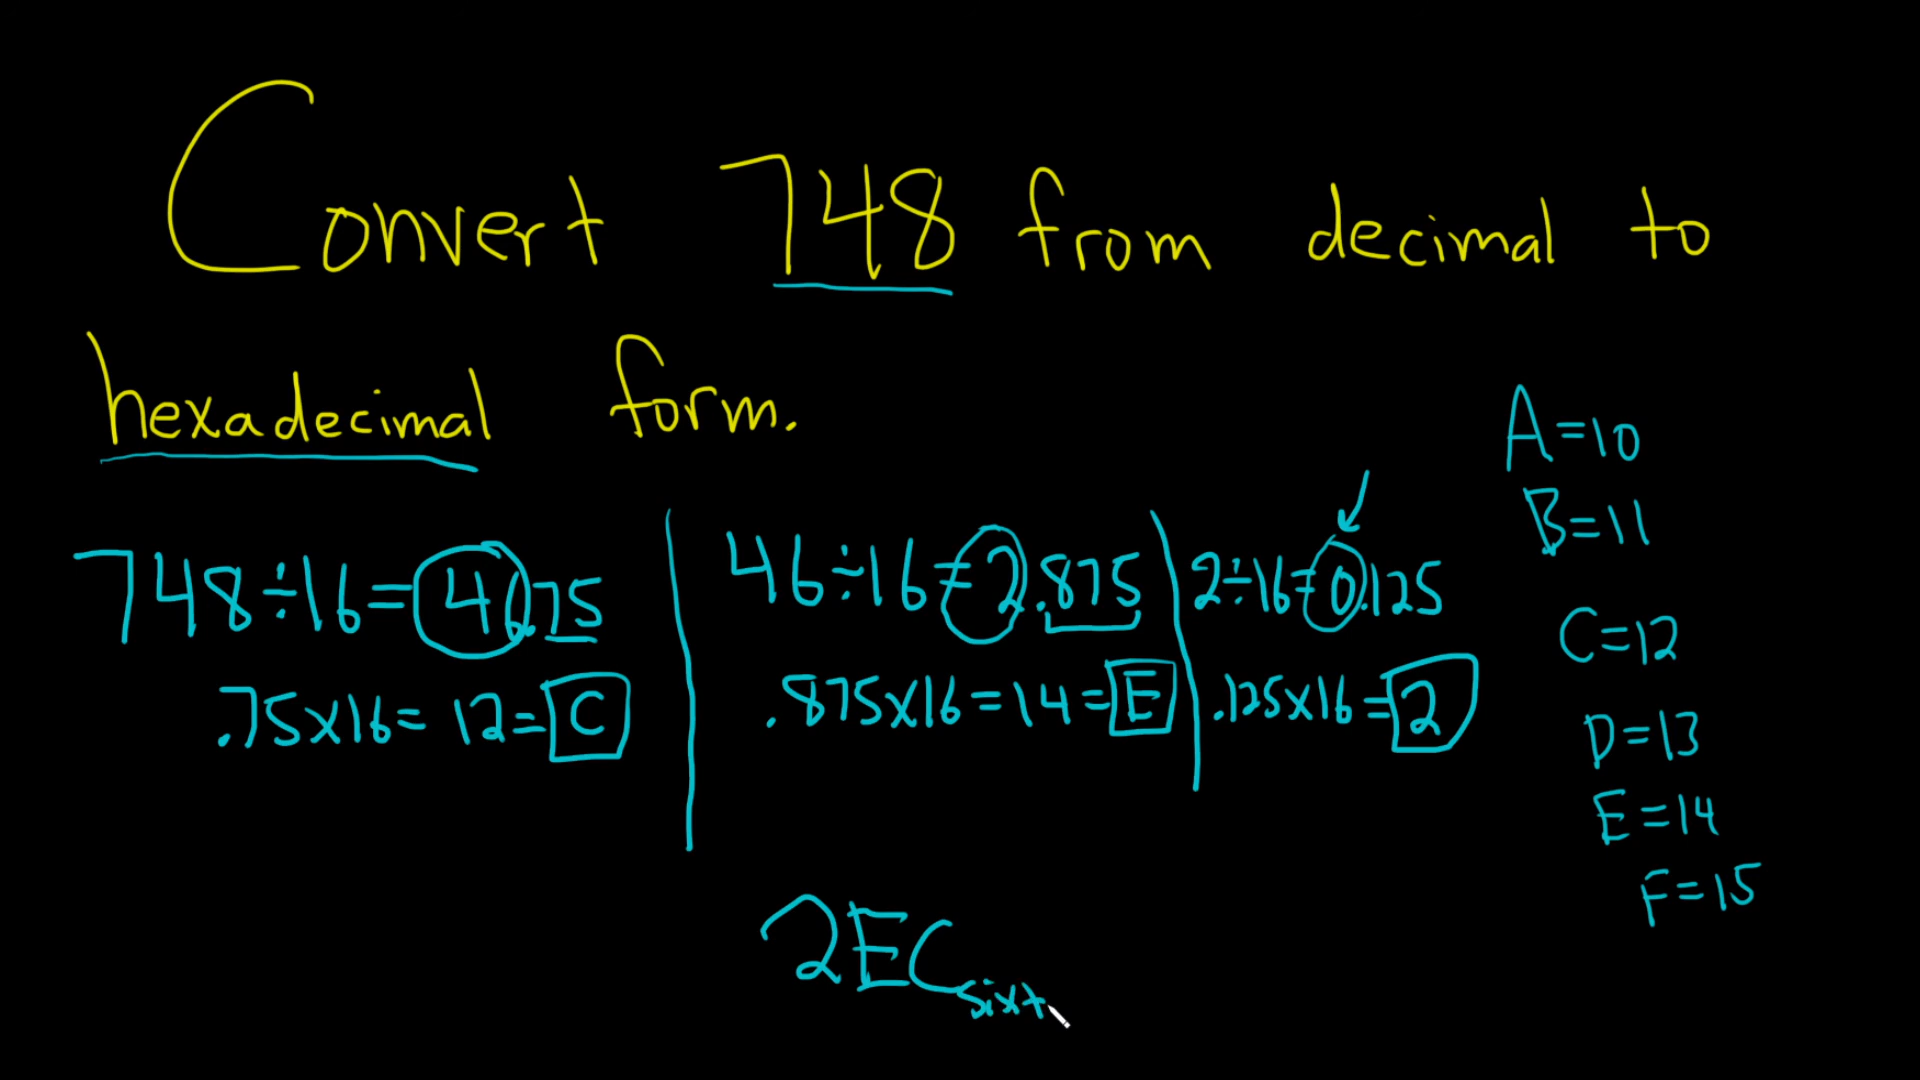 Convert 748 from decimal to
hexadecimal form.
748÷16=46.75
.75x16=12=C
46÷16=2.875
.875x16=14=E
2÷16=0.125
.125x16=2
A=10
B=11
C=12
D=13
E=14
F=15
2EC sixt